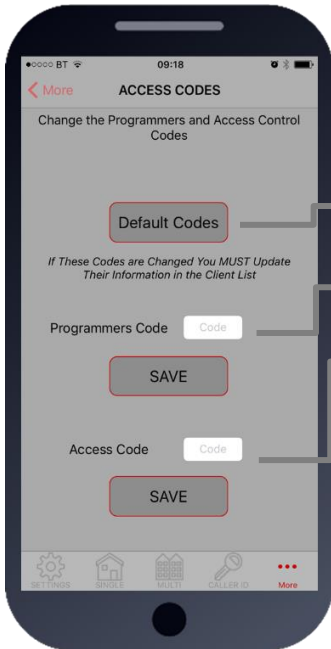 ●○○○○ BT 09:18
< More ACCESS CODES
Change the Programmers and Access Control
Codes
Default Codes
If These Codes are Changed You MUST Update
Their Information in the Client List
Programmers Code Code
SAVE
Access Code Code
SAVE
SETTINGS SINGLE MULTI CALLER ID More